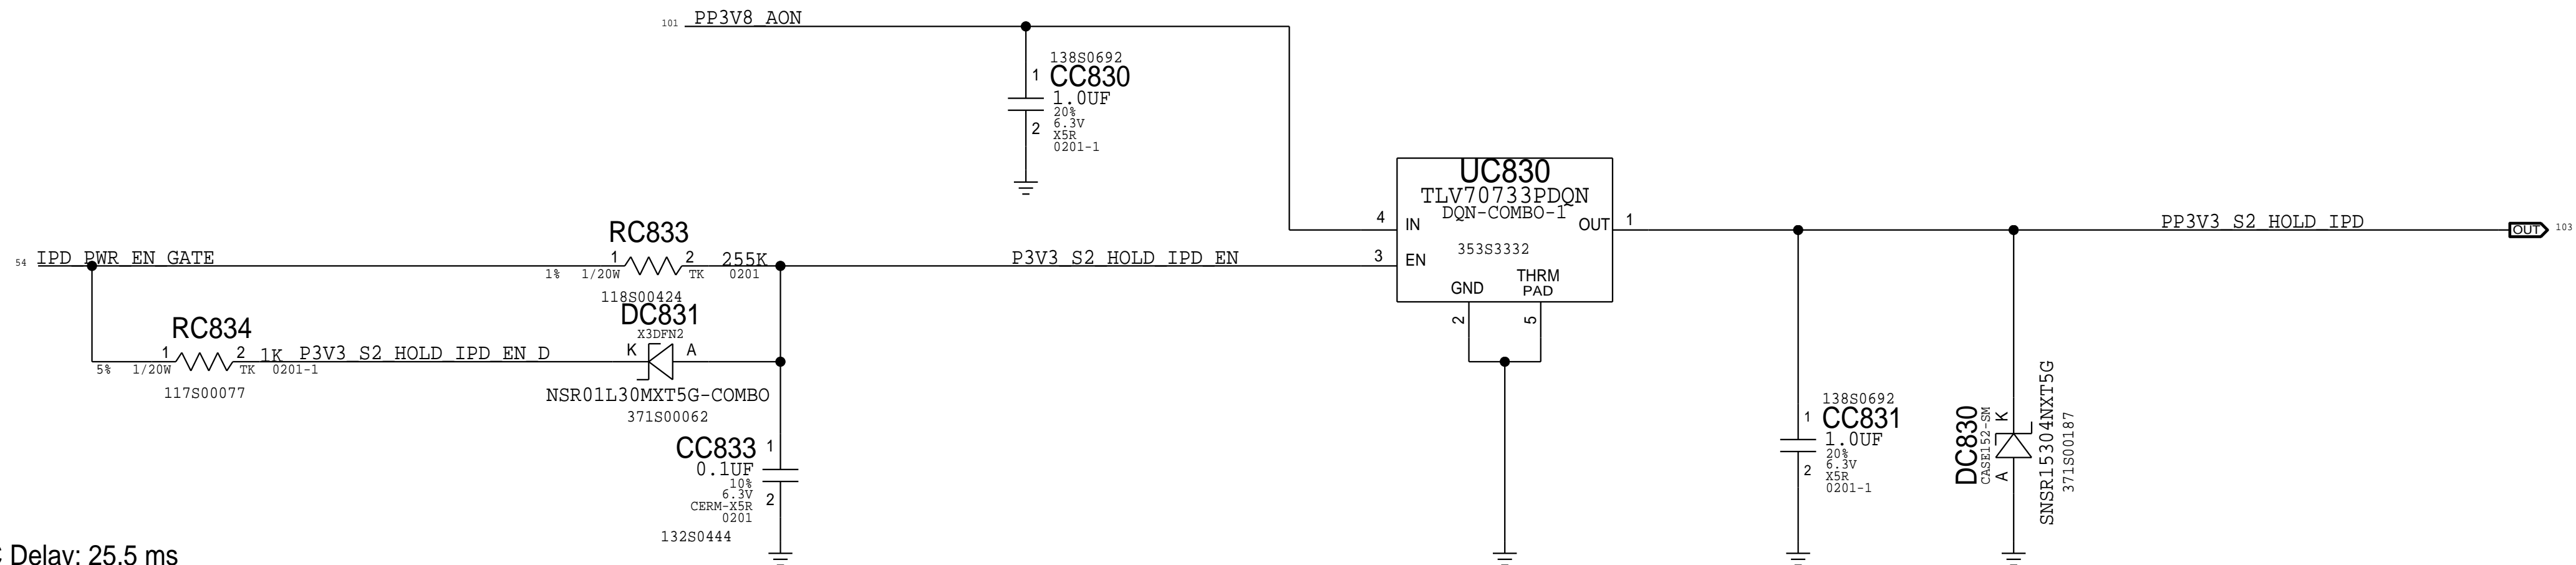 101 PP3V8_AON
138S0692
1 CC830
1.0UF
20%
6.3V
2 X5R
0201-1
UC830
TLV70733PDQN
DQN-COMBO-1
4 IN
OUT 1
353S3332
3 EN
THRM
PAD
GND
2
5
PP3V3_S2_HOLD_IPD
OUT 103
54 IPD_PWR_EN_GATE
RC833
1 2 255K
1% 1/20W TK 0201
118S00424
P3V3_S2_HOLD_IPD_EN
RC834
1 2 1K P3V3_S2_HOLD_IPD_EN_D
5% 1/20W TK 0201-1
117S00077
DC831
X3DFN2
K A
NSR01L30MXT5G-COMBO
371S00062
CC833 1
0.1UF
10%
6.3V
2
CERM-X5R
0201
132S0444
138S0692
1 CC831
1.0UF
20%
6.3V
2 X5R
0201-1
DC830
CASE152-SM
K
A
SNSR15304NXT5G
371S00187
Delay: 25.5 ms